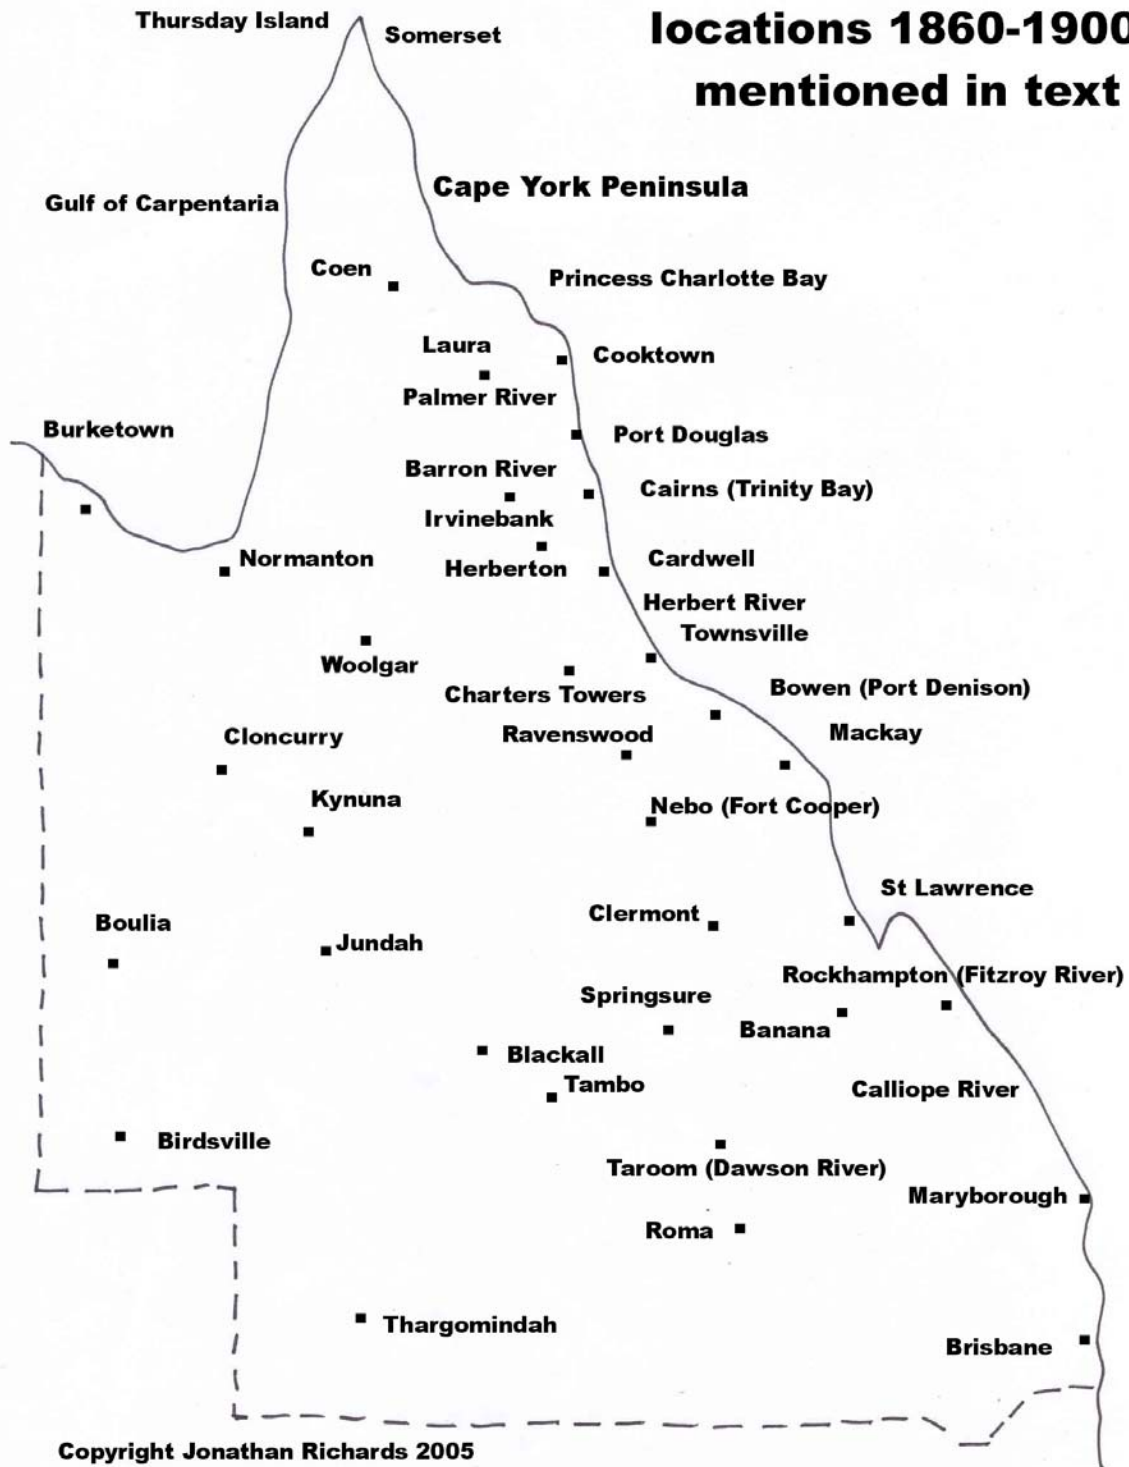 locations 1860-1900
mentioned in text
Thursday Island
Somerset
Cape York Peninsula
Gulf of Carpentaria
Coen
Princess Charlotte Bay
Laura
Cooktown
Palmer River
Burketown
Port Douglas
Barron River
Cairns (Trinity Bay)
Irvinebank
Normanton
Cardwell
Herberton
Herbert River
Townsville
Woolgar
Charters Towers
Bowen (Port Denison)
Ravenswood
Mackay
Cloncurry
Kynuna
Nebo (Fort Cooper)
St Lawrence
Clermont
Boulia
Jundah
Rockhampton (Fitzroy River)
Springsure
Banana
Blackall
Tambo
Calliope River
Birdsville
Taroom (Dawson River)
Maryborough
Roma
Thargomindah
Brisbane
Copyright Jonathan Richards 2005